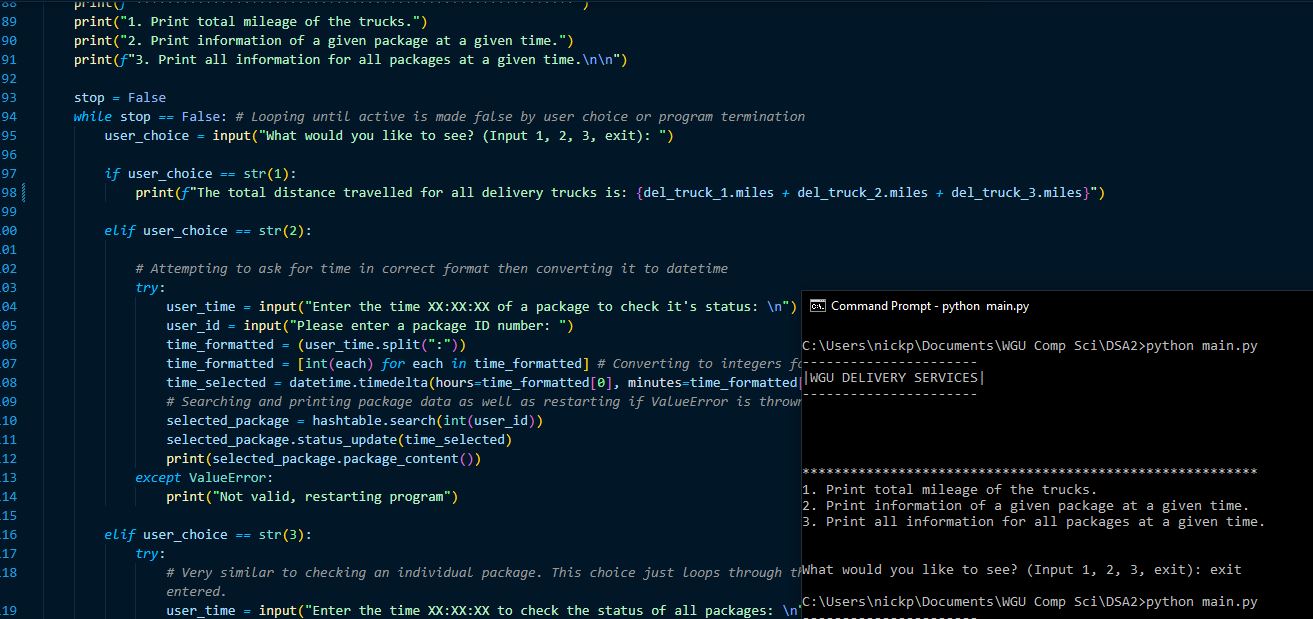 88 print(f"*******************************************************")
89 print("1. Print total mileage of the trucks.")
90 print("2. Print information of a given package at a given time.")
91 print(f"3. Print all information for all packages at a given time.\n\n")
92
93 stop = False
94 while stop == False: # Looping until active is made false by user choice or program termination
95 user_choice = input("What would you like to see? (Input 1, 2, 3, exit): ")
96
97 if user_choice == str(1):
98 print(f"The total distance travelled for all delivery trucks is: {del_truck_1.miles + del_truck_2.miles + del_truck_3.miles}")
99
00 elif user_choice == str(2):
01
02 # Attempting to ask for time in correct format then converting it to datetime
03 try:
04 user_time = input("Enter the time XX:XX:XX of a package to check it's status: \n")
05 user_id = input("Please enter a package ID number: ")
06 time_formatted = (user_time.split(":"))
07 time_formatted = [int(each) for each in time_formatted] # Converting to integers
08 time_selected = datetime.timedelta(hours=time_formatted[0], minutes=time_formatted[
09 # Searching and printing package data as well as restarting if ValueError is
10 selected_package = hashtable.search(int(user_id))
11 selected_package.status_update(time_selected)
12 print(selected_package.package_content())
13 except ValueError:
14 print("Not valid, restarting program")
15
16 elif user_choice == str(3):
17 try:
18 # Very similar to checking an individual package. This choice just loops through
entered.
19 user_time = input("Enter the time XX:XX:XX to check the status of all packages: \n
Command Prompt - python main.py
C:\Users\nickp\Documents\WGU Comp Sci\DSA2>python main.py
----------------------
|WGU DELIVERY SERVICES|
----------------------
*********************************************************
1. Print total mileage of the trucks.
2. Print information of a given package at a given time.
3. Print all information for all packages at a given time.
What would you like to see? (Input 1, 2, 3, exit): exit
C:\Users\nickp\Documents\WGU Comp Sci\DSA2>python main.py